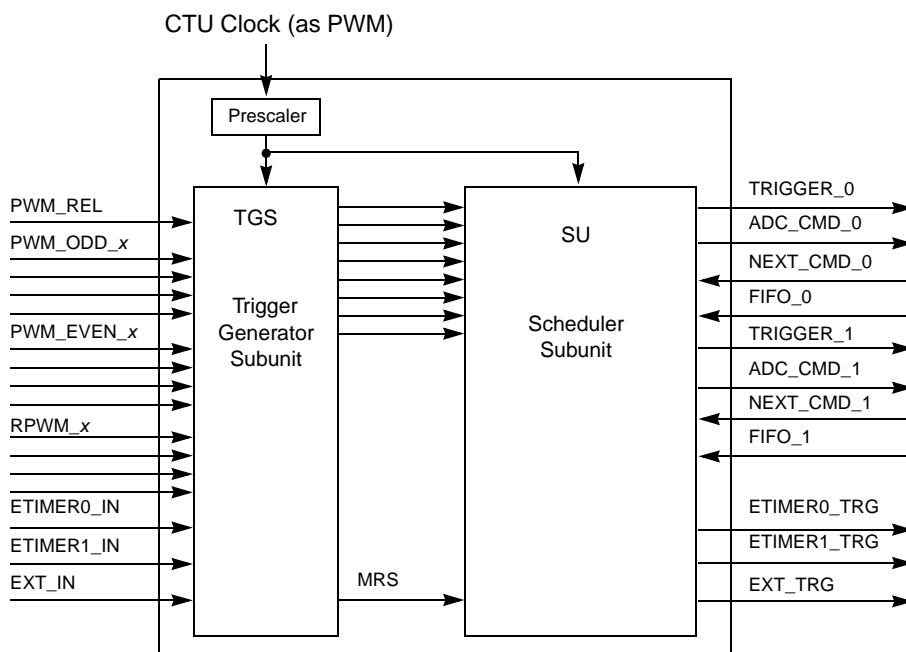 CTU Clock (as PWM)
Prescaler
PWM_REL
PWM_ODD_x
PWM_EVEN_x
RPWM_x
ETIMER0_IN
ETIMER1_IN
EXT_IN
TGS
Trigger
Generator
Subunit
MRS
SU
Scheduler
Subunit
TRIGGER_0
ADC_CMD_0
NEXT_CMD_0
FIFO_0
TRIGGER_1
ADC_CMD_1
NEXT_CMD_1
FIFO_1
ETIMER0_TRG
ETIMER1_TRG
EXT_TRG